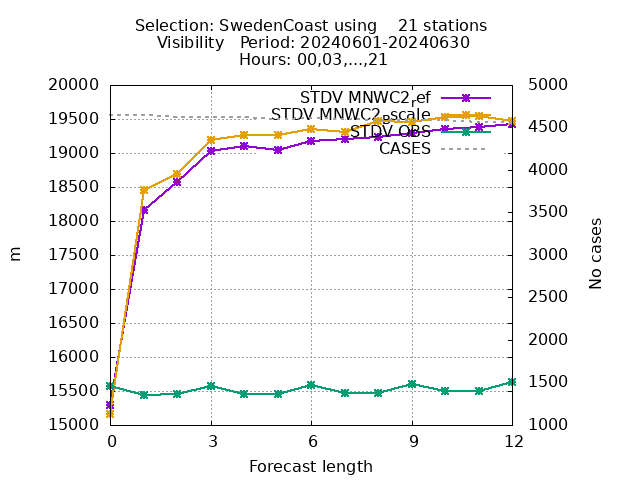 Selection: SwedenCoast using    21 stations
Visibility   Period: 20240601-20240630
Hours: 00,03,...,21
STDV MNWC2_ref
STDV MNWC2_Bscale
STDV OBS
CASES
20000
19500
19000
18500
18000
17500
17000
16500
16000
15500
15000
5000
4500
4000
3500
3000
2500
2000
1500
1000
m
No cases
0 3 6 9 12
Forecast length